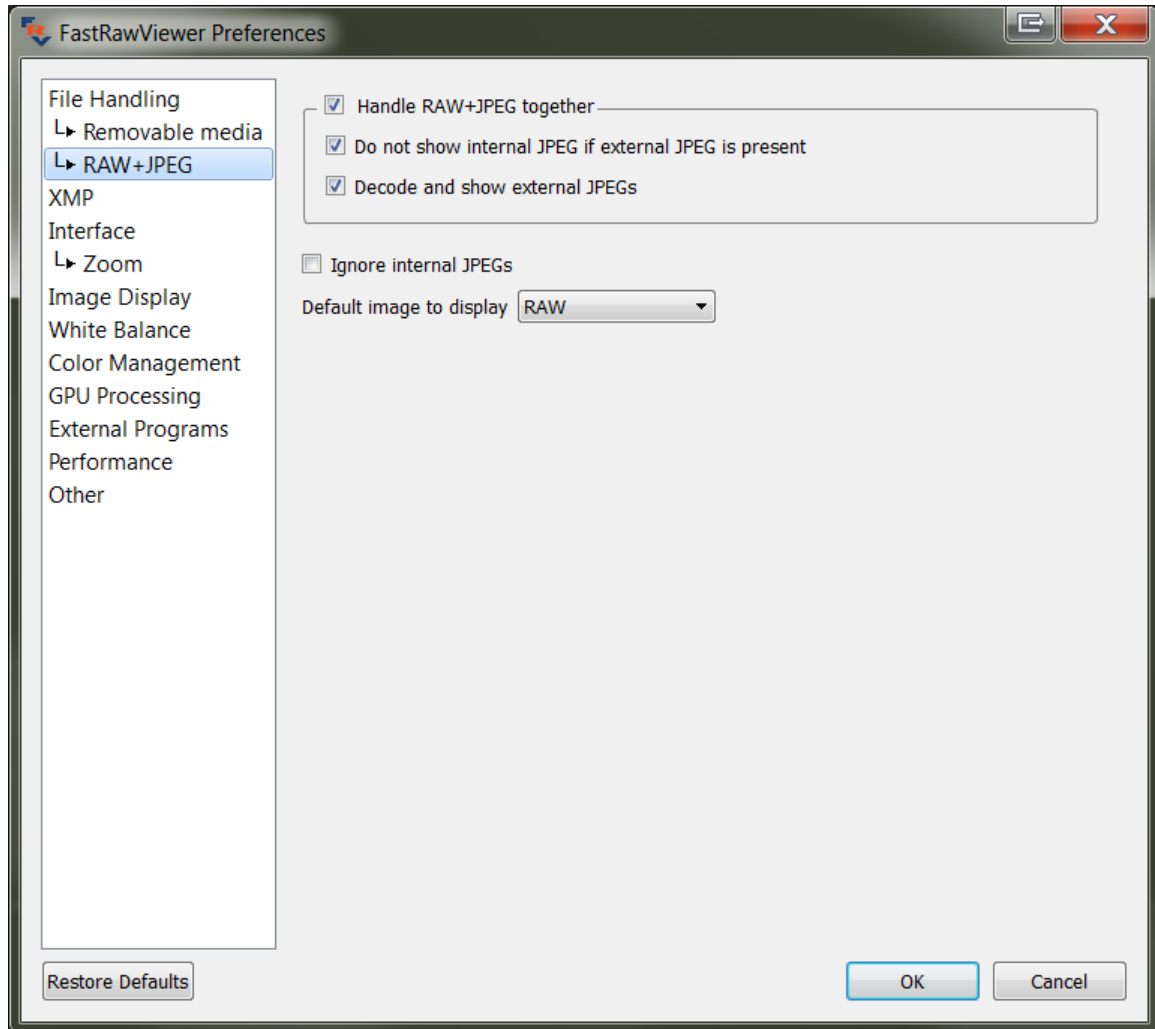 FastRawViewer Preferences
File Handling
Removable media
RAW+JPEG
XMP
Interface
Zoom
Image Display
White Balance
Color Management
GPU Processing
External Programs
Performance
Other
Handle RAW+JPEG together
Do not show internal JPEG if external JPEG is present
Decode and show external JPEGs
Ignore internal JPEGs
Default image to display RAW
Restore Defaults OK Cancel